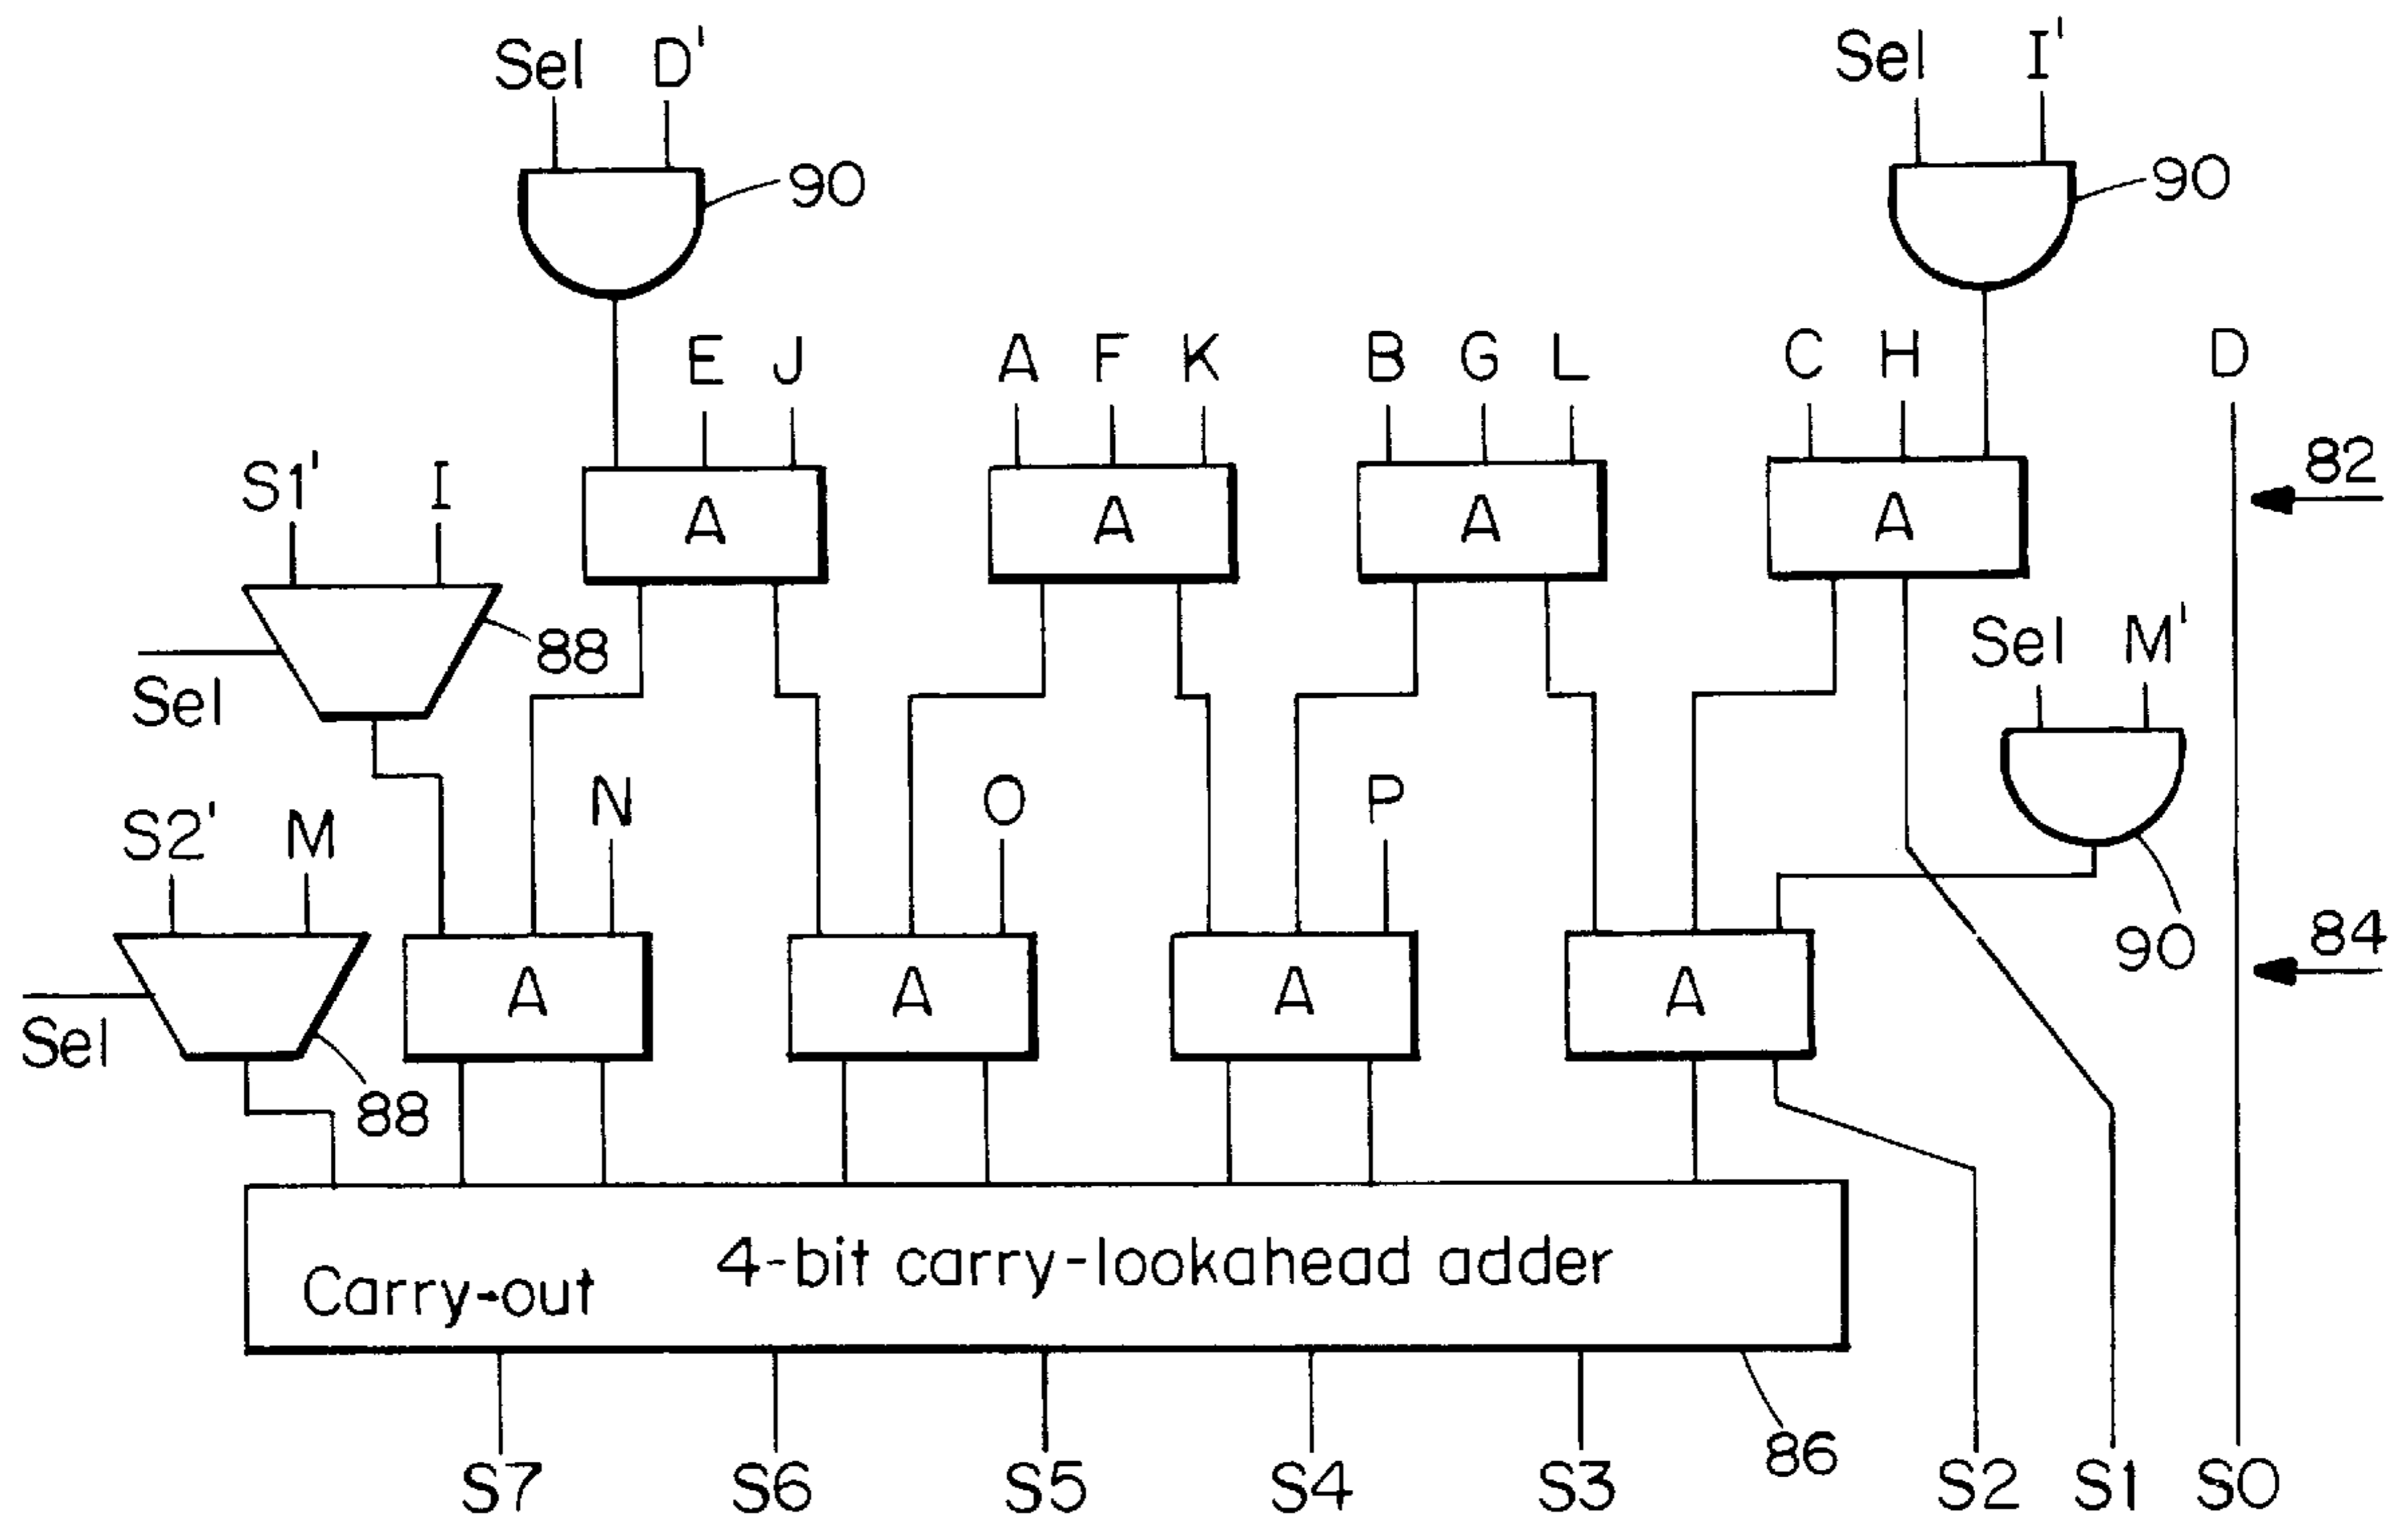 Sel D' Sel I'
90 90
E J A F K B G L C H D
S1' I A A A A 82
88 Sel M'
Sel
S2' M N O P
90 84
A A A A
Sel
88
4-bit carry-lookahead adder
Carry-out
86
S7 S6 S5 S4 S3 S2 S1 S0